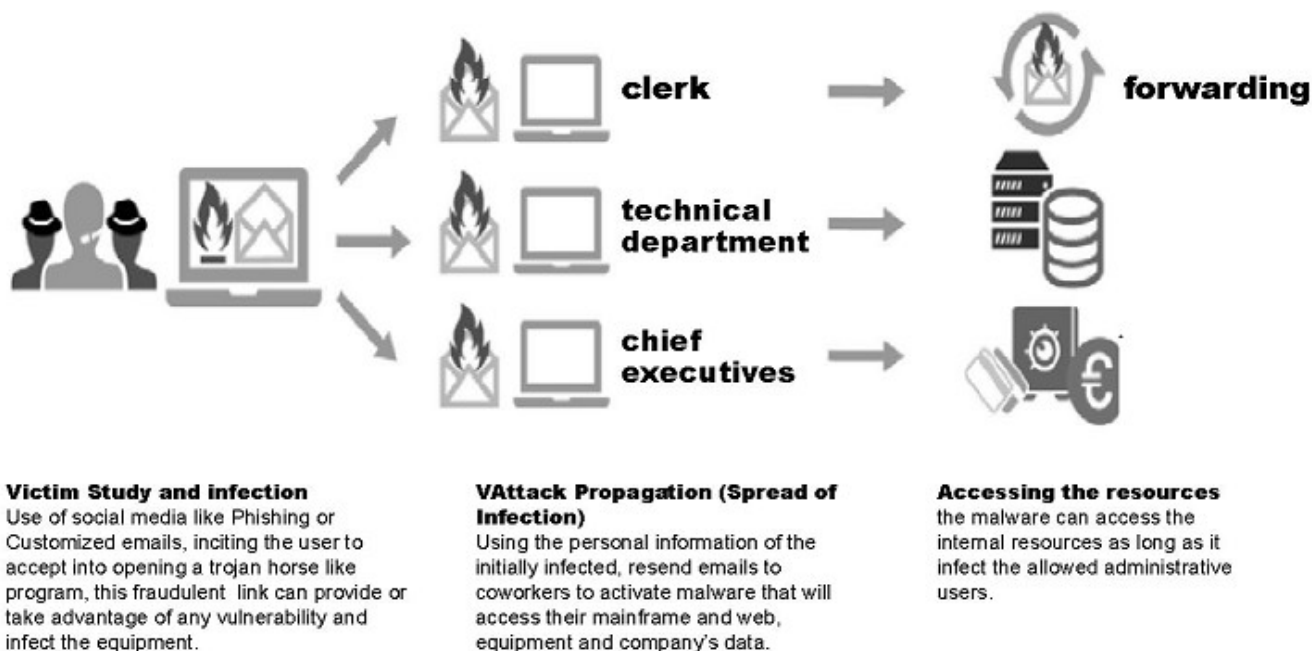 clerk
forwarding
technical
department
chief
executives
£
Victim Study and infection
Use of social media like Phishing or
Customized emails, inciting the user to
accept into opening a trojan horse like
program, this fraudulent link can provide or
take advantage of any vulnerability and
infect the equipment.
VAttack Propagation (Spread of
Infection)
Using the personal information of the
initially infected, resend emails to
coworkers to activate malware that will
access their mainframe and web,
equipment and company's data.
Accessing the resources
the malware can access the
internal resources as long as it
infect the allowed administrative
users.